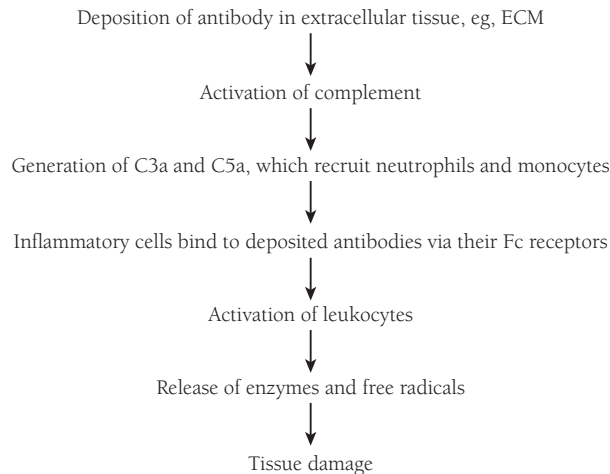 Deposition of antibody in extracellular tissue, eg, ECM
Activation of complement
Generation of C3a and C5a, which recruit neutrophils and monocytes
Inflammatory cells bind to deposited antibodies via their Fc receptors
Activation of leukocytes
Release of enzymes and free radicals
Tissue damage